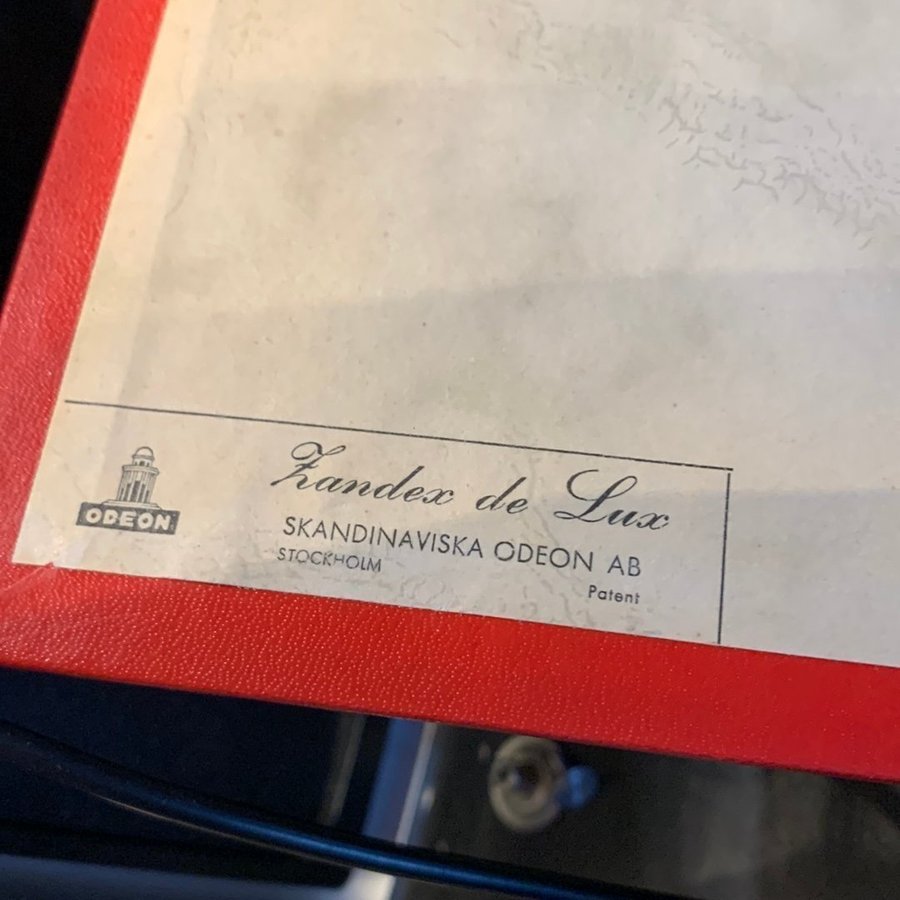 ODEON
Zandex de Lux
SKANDINAVISKA ODEON AB
STOCKHOLM
Patent